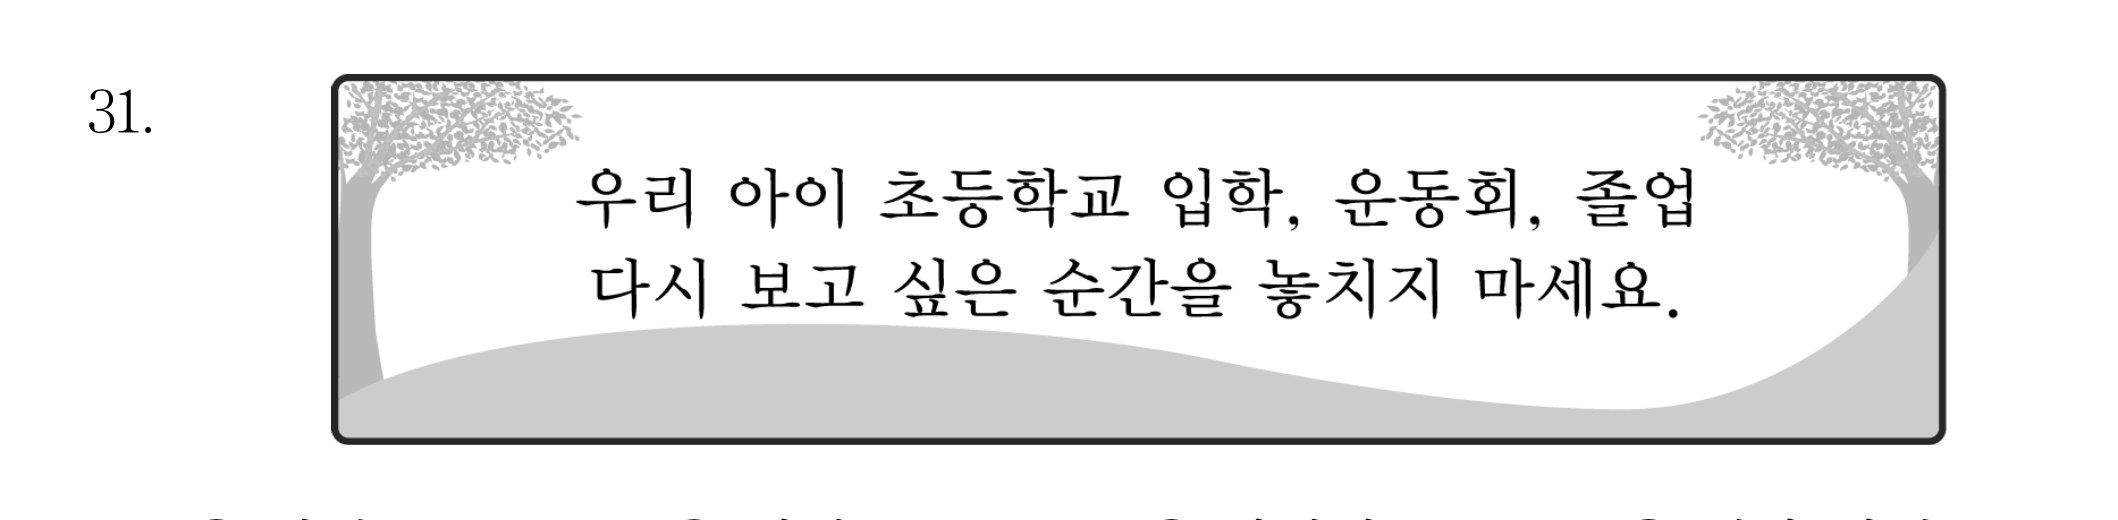 31.
우리 아이 초등학교 입학, 운동회, 졸업
다시 보고 싶은 순간을 놓치지 마세요.